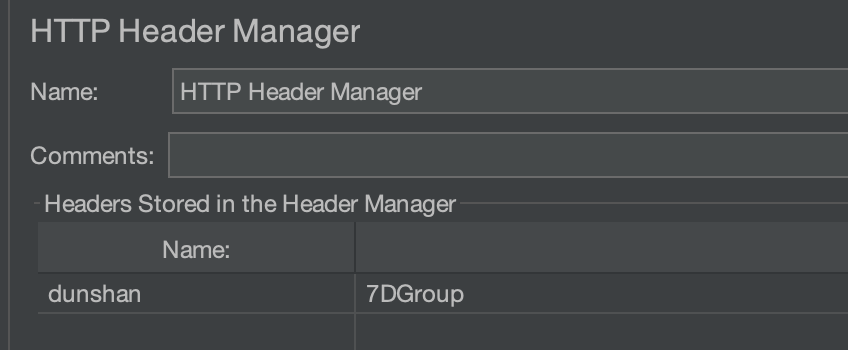 HTTP Header Manager
Name: HTTP Header Manager
Comments:
Headers Stored in the Header Manager
Name:
dunshan 7DGroup